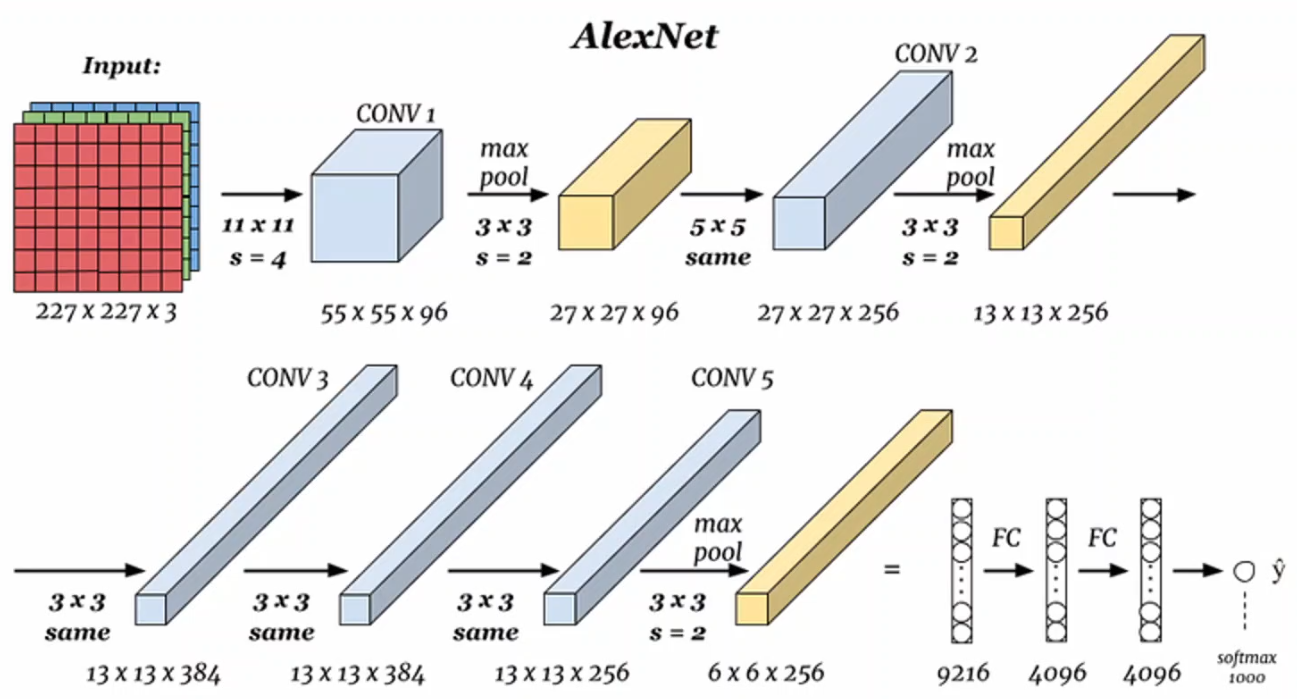 AlexNet
Input:
CONV 1
CONV 2
max
pool
max
pool
11 x 11
s = 4
3 x 3
s = 2
5 x 5
same
3 x 3
s = 2
227 x 227 x 3
55 x 55 x 96
27 x 27 x 96
27 x 27 x 256
13 x 13 x 256
CONV 3
CONV 4
CONV 5
max
pool
FC
FC
=
ŷ
3 x 3
same
3 x 3
same
3 x 3
same
3 x 3
s = 2
13 x 13 x 384
13 x 13 x 384
13 x 13 x 256
6 x 6 x 256
9216
4096
4096
softmax
1000